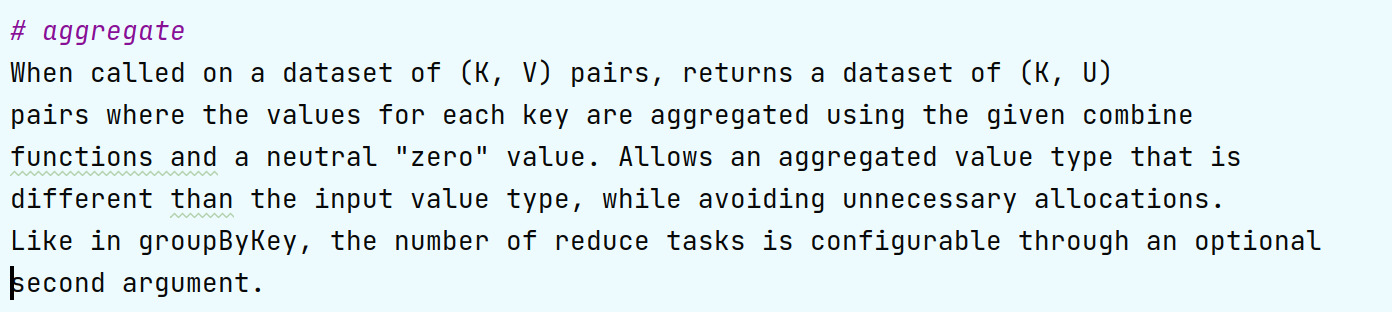 # aggregate
When called on a dataset of (K, V) pairs, returns a dataset of (K, U)
pairs where the values for each key are aggregated using the given combine
functions and a neutral "zero" value. Allows an aggregated value type that is
different than the input value type, while avoiding unnecessary allocations.
Like in groupByKey, the number of reduce tasks is configurable through an optional
second argument.